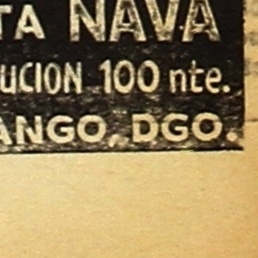 TA NAVA
UCION 100 nte.
ANGO, DGO.